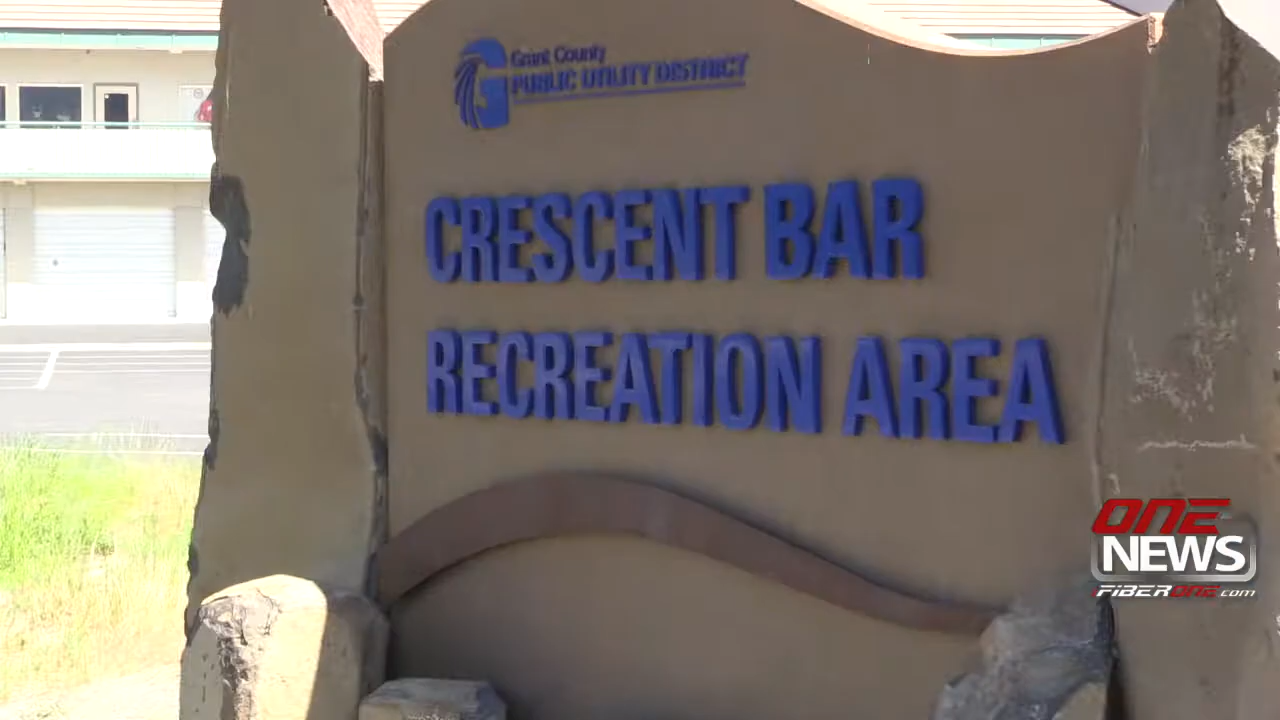 Grant County
PUBLIC UTILITY DISTRICT
CRESCENT BAR
RECREATION AREA
ONE
NEWS
FIBERONE.com